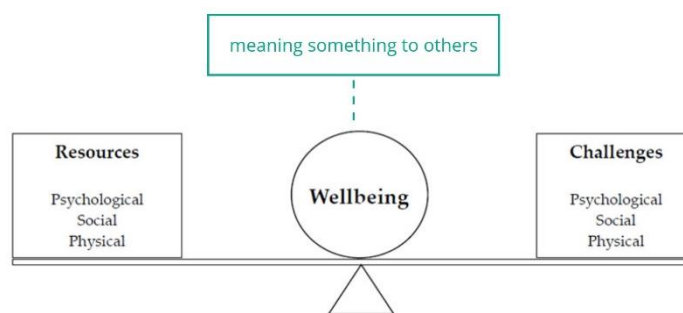 meaning something to others
Resources
Psychological
Social
Physical
Wellbeing
Challenges
Psychological
Social
Physical